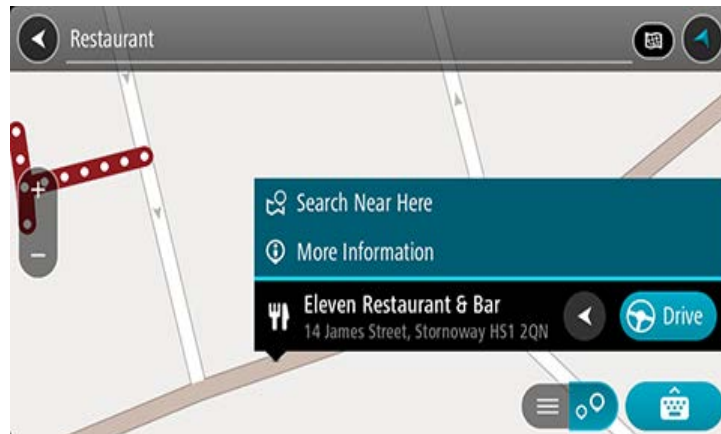 Restaurant
Search Near Here
More Information
Eleven Restaurant & Bar
14 James Street, Stornoway HS1 2QN
Drive